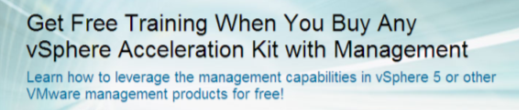 Get Free Training When You Buy Any
vSphere Acceleration Kit with Management
Learn how to leverage the management capabilities in vSphere 5 or other
VMware management products for free!